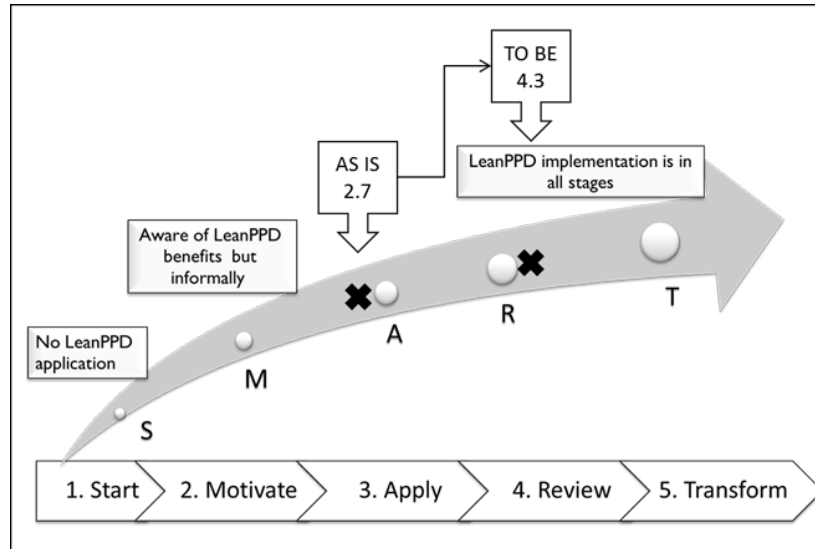 TO BE
4.3
AS IS
2.7
LeanPPD implementation is in
all stages
Aware of LeanPPD
benefits but
informally
No LeanPPD
application
S
M
A
R
T
1. Start
2. Motivate
3. Apply
4. Review
5. Transform